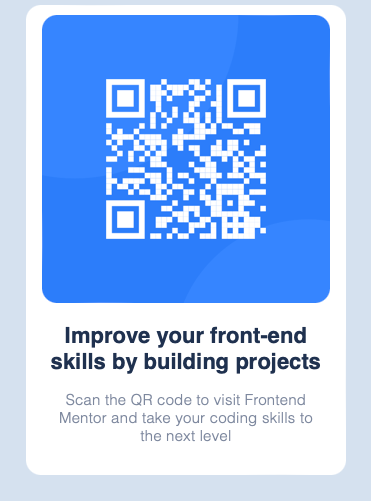 Improve your front-end
skills by building projects
Scan the QR code to visit Frontend
Mentor and take your coding skills to
the next level